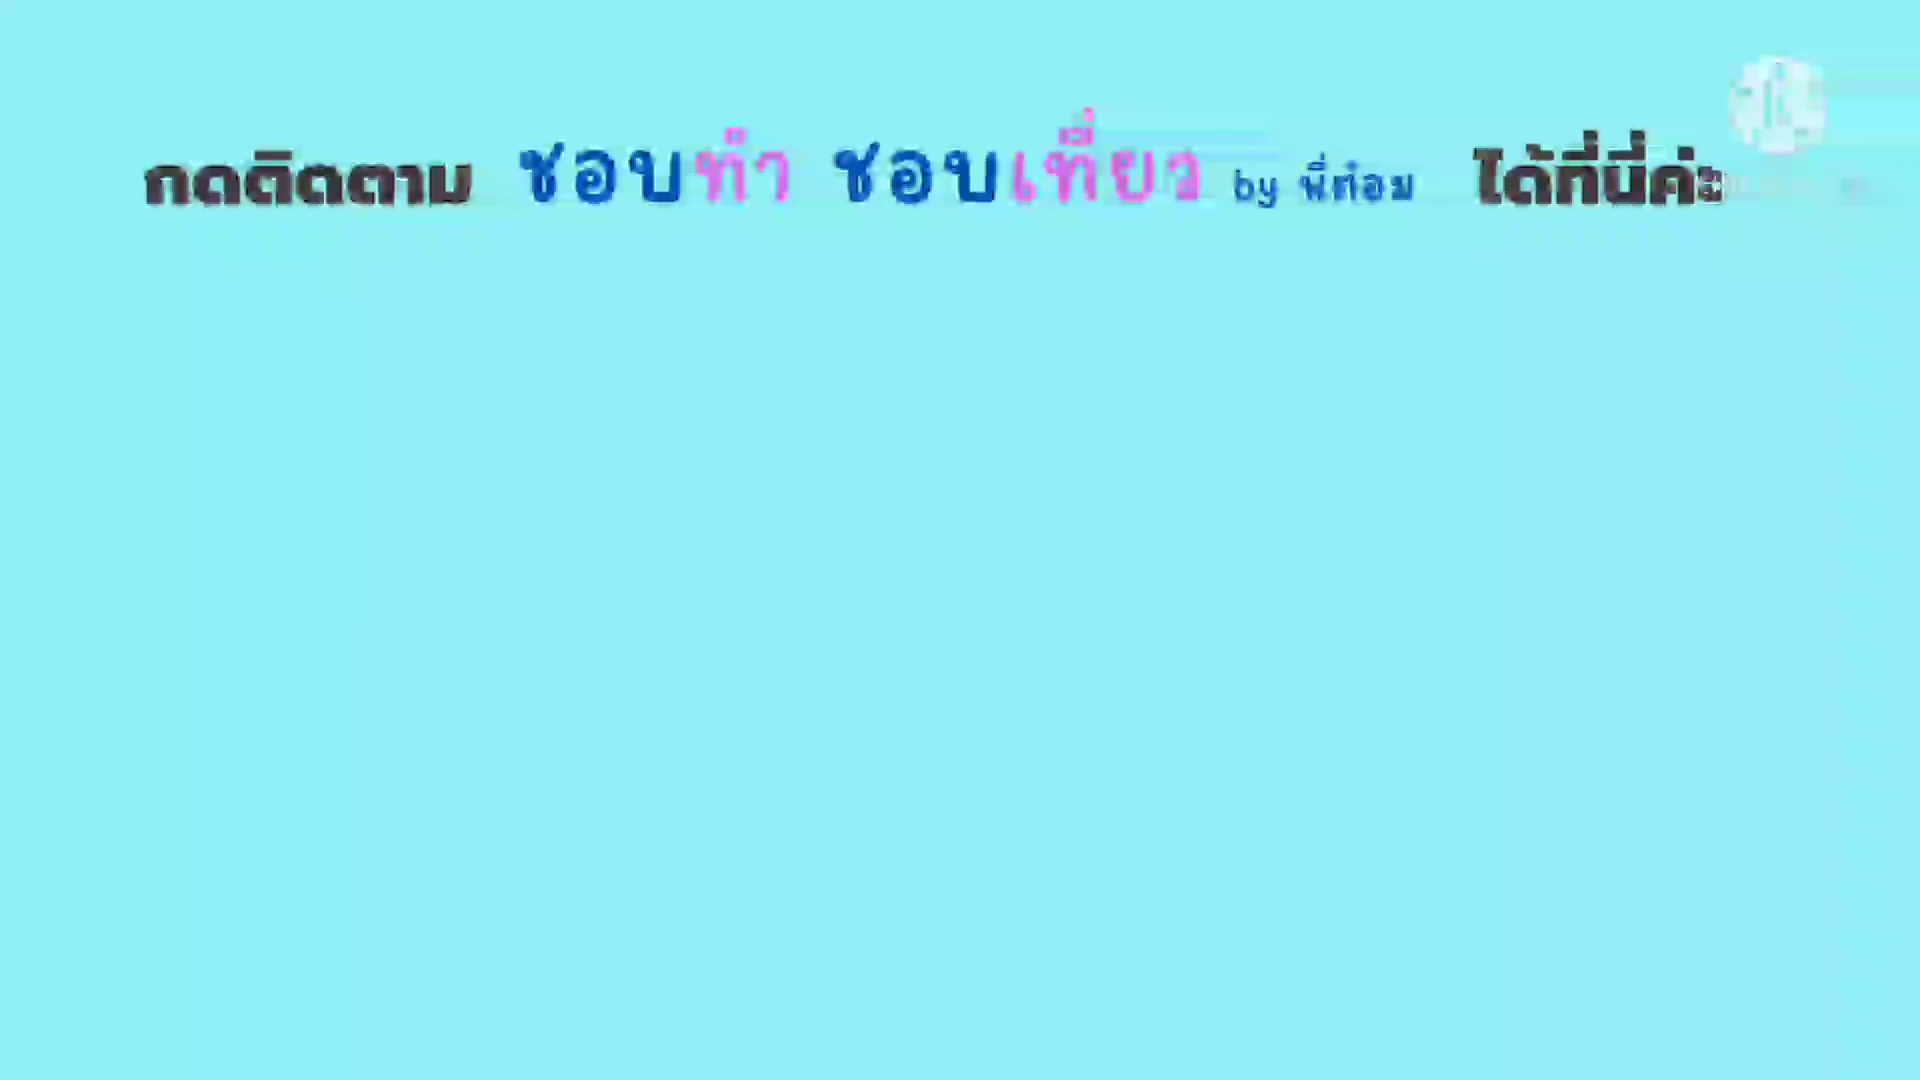 กดติดตาม ชอบทำ ชอบเที่ยว by พี่ก้อม ได้ที่นี่ค่ะ